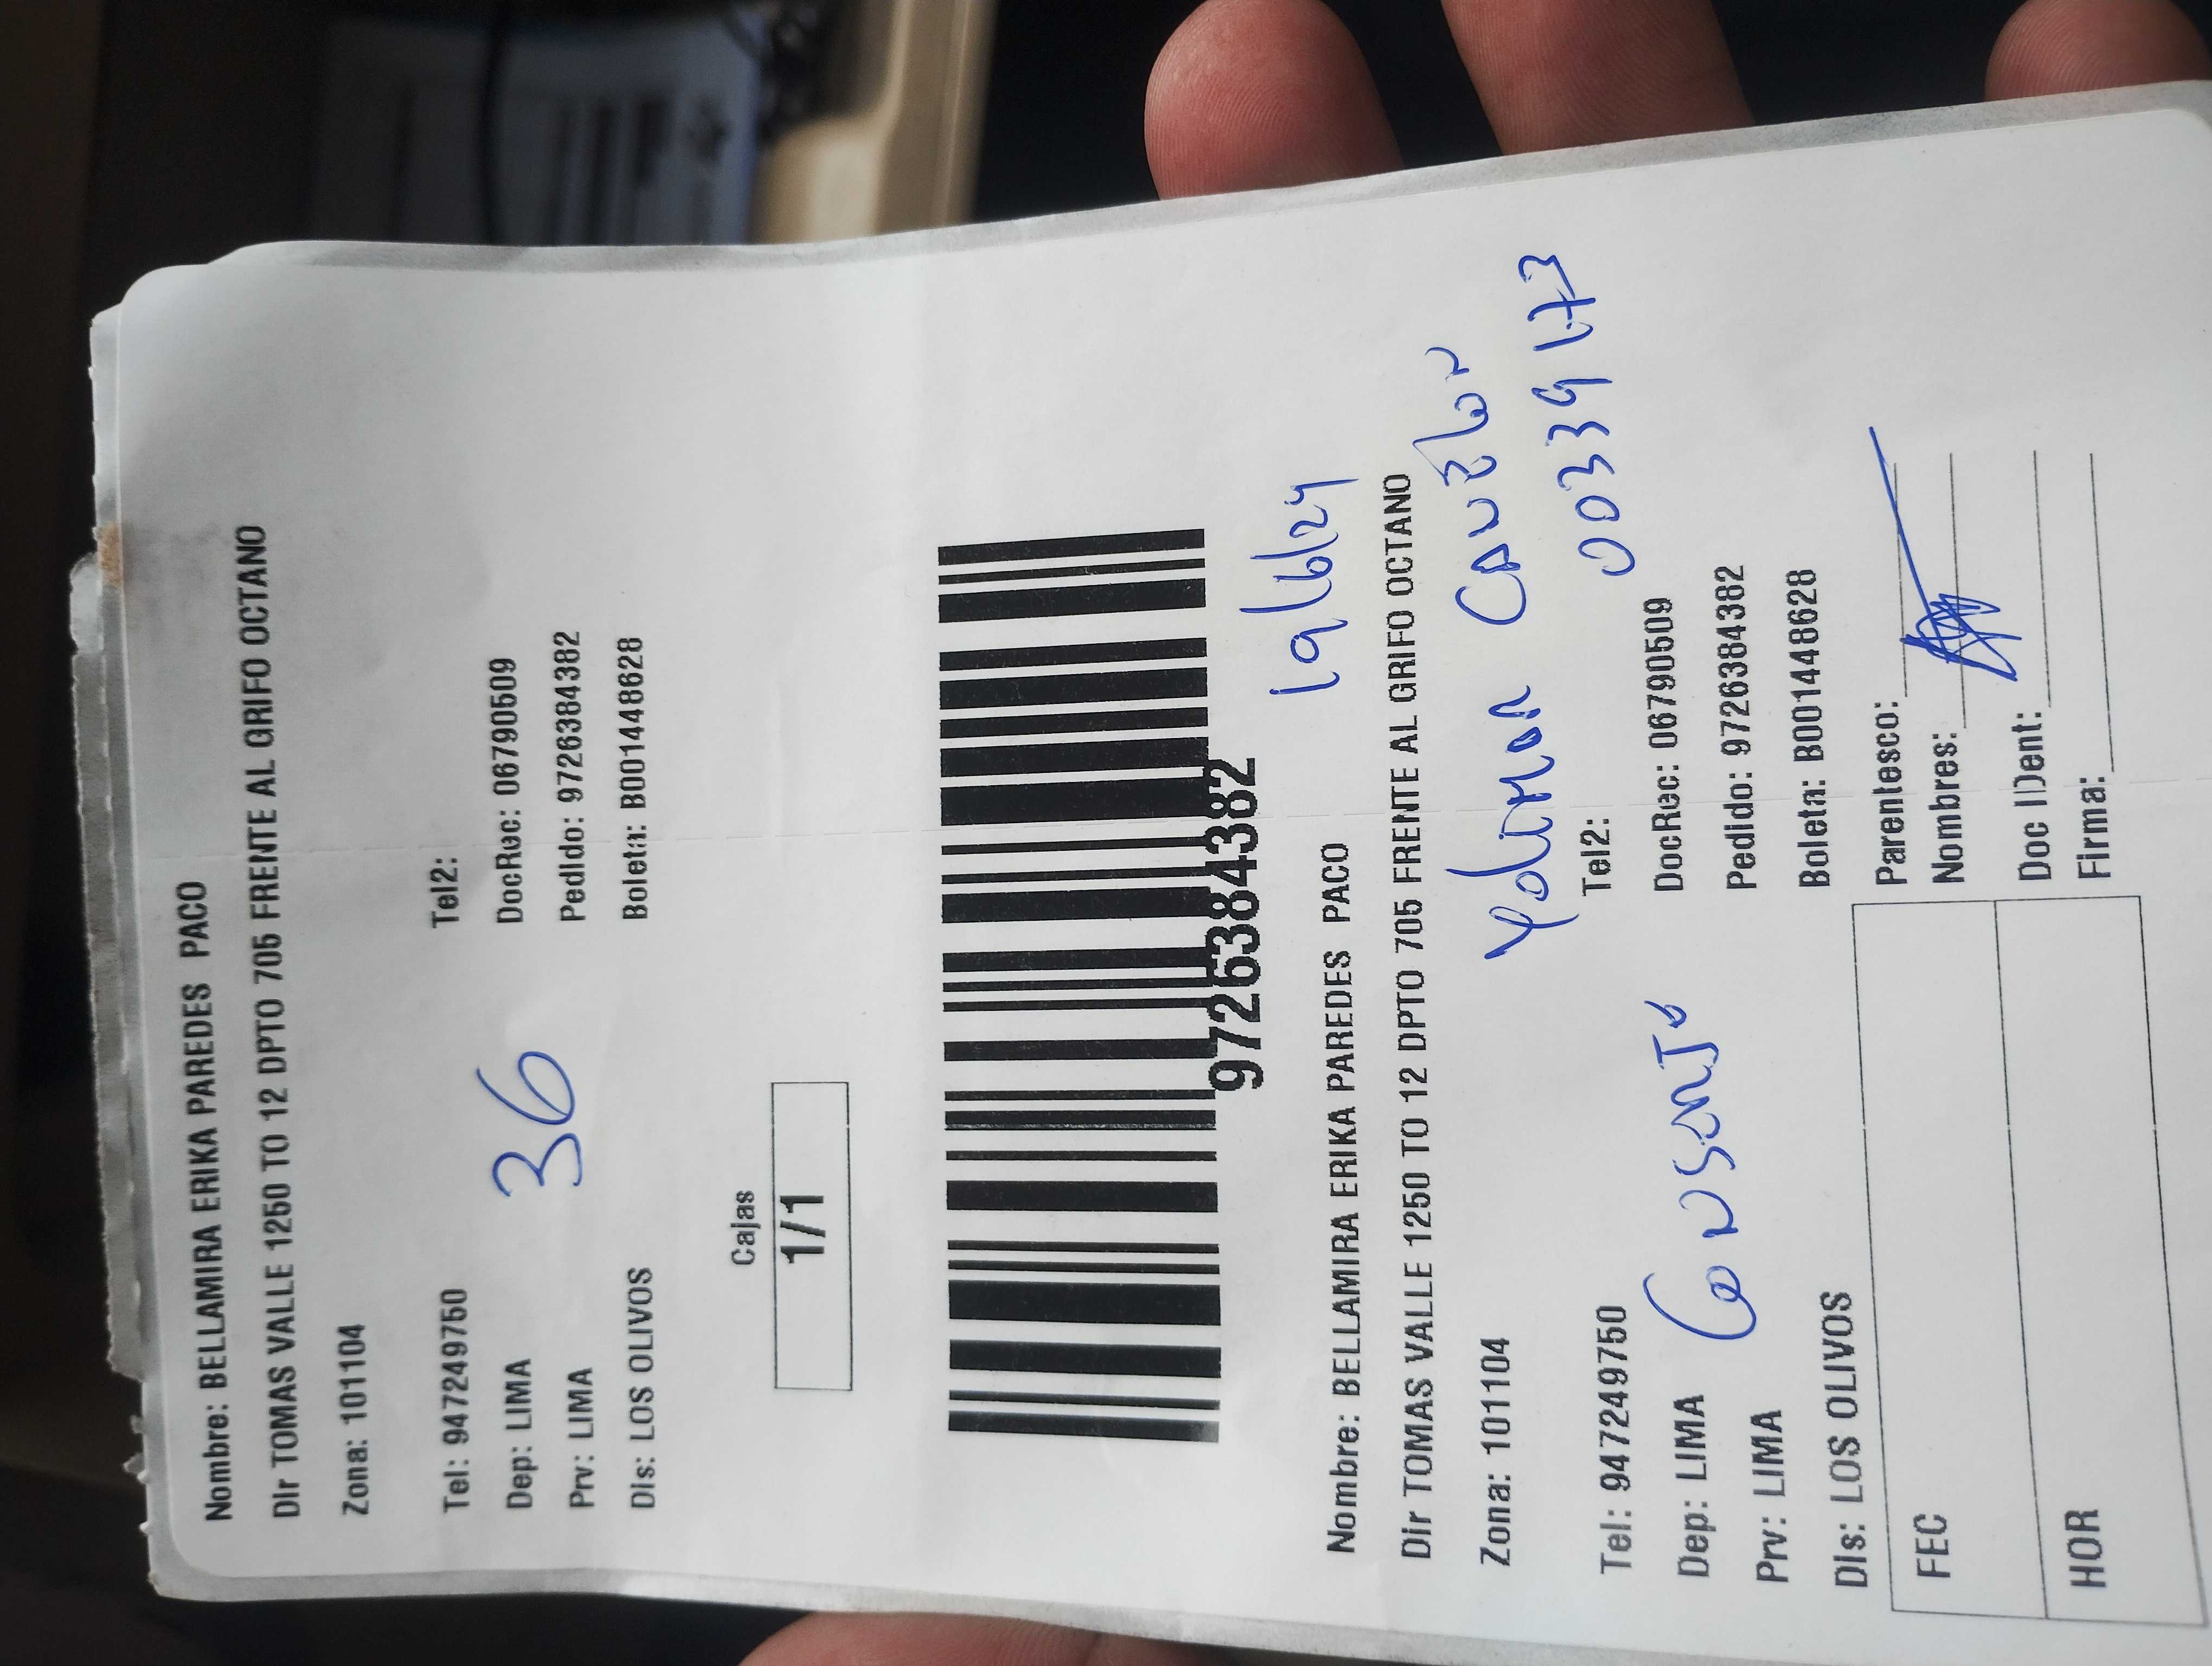 Nombre: BELLAMIRA ERIKA PAREDES PACO
Dir TOMAS VALLE 1250 TO 12 DPTO 705 FRENTE AL GRIFO OCTANO
Zona: 101104
Tel: 947249750 Tel2:
Dep: LIMA 36 DocRec: 06790509
Prv: LIMA Pedido: 9726384382
Dis: LOS OLIVOS Boleta: B001448628
Cajas
1/1
9726384382
19/6/24
Nombre: BELLAMIRA ERIKA PAREDES PACO
Dir TOMAS VALLE 1250 TO 12 DPTO 705 FRENTE AL GRIFO OCTANO
Zona: 101104
Tel: 947249750 Tel2:
Dep: LIMA DocRec: 06790509
Prv: LIMA Pedido: 9726384382
Dis: LOS OLIVOS Boleta: B001448628
FEC
HOR
Parentesco:
Nombres:
Doc IDent:
Firma: